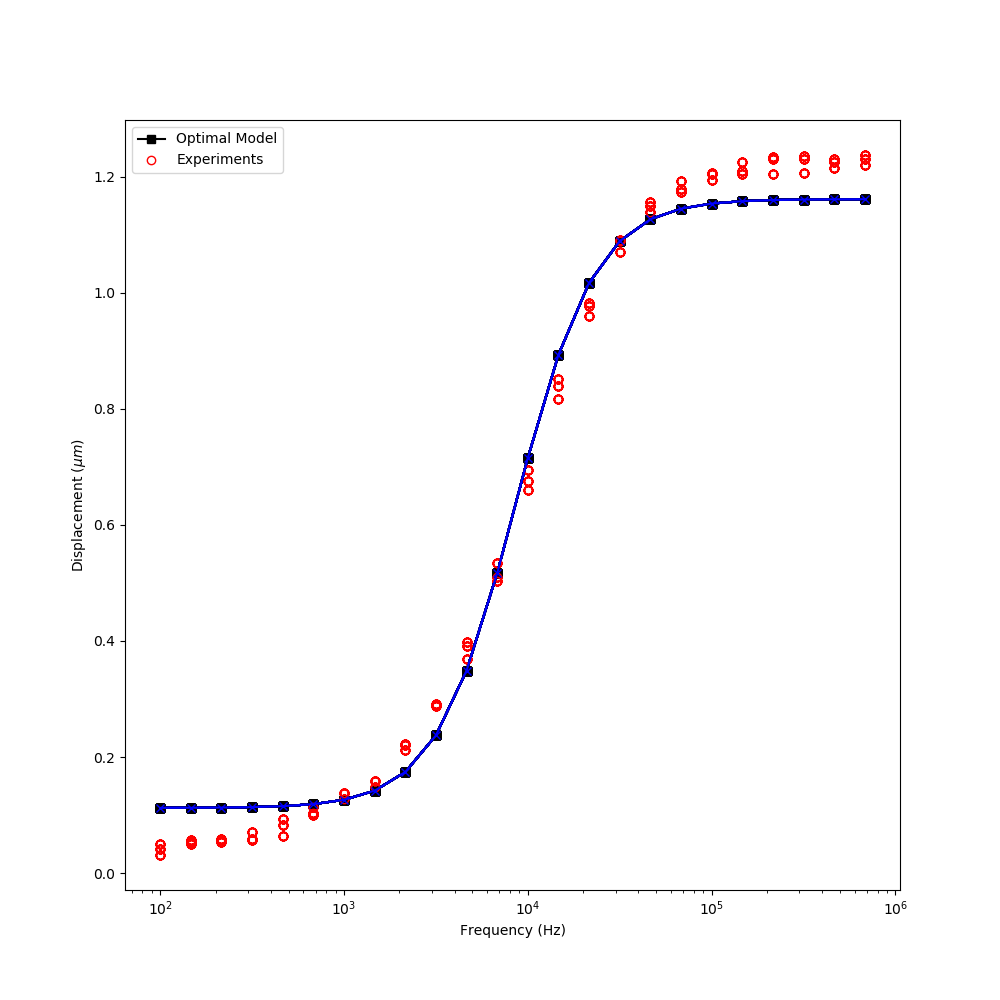 Optimal Model
Experiments
1.2
1.0
0.8
0.6
0.4
0.2
0.0
Displacement (μm)
10² 10³ 10⁴ 10⁵ 10⁶
Frequency (Hz)